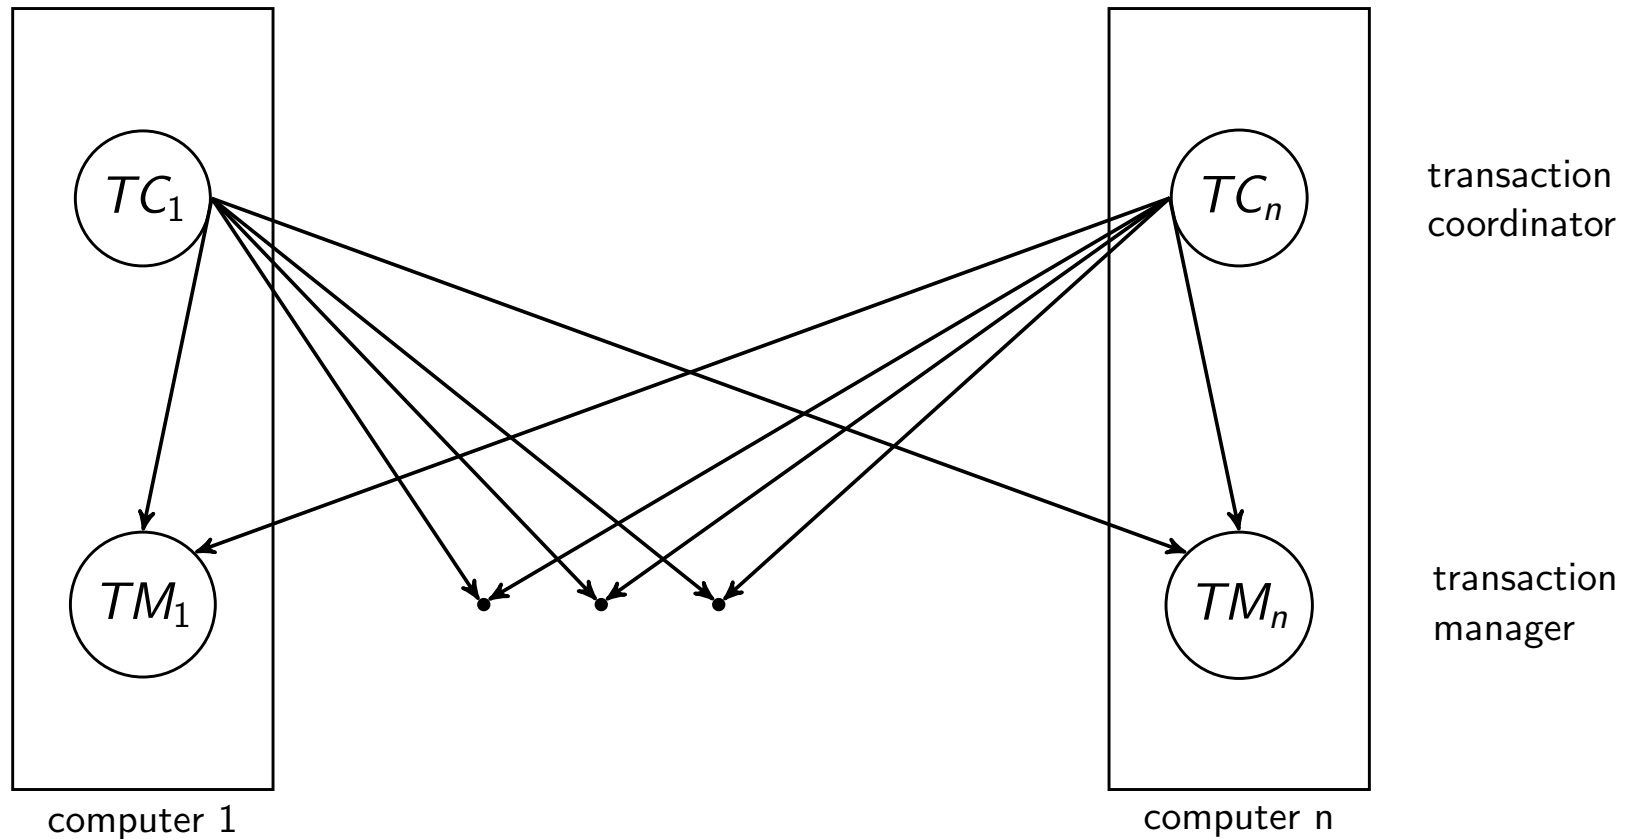 TC₁
TCₙ
transaction
coordinator
TM₁
TMₙ
transaction
manager
computer 1
computer n